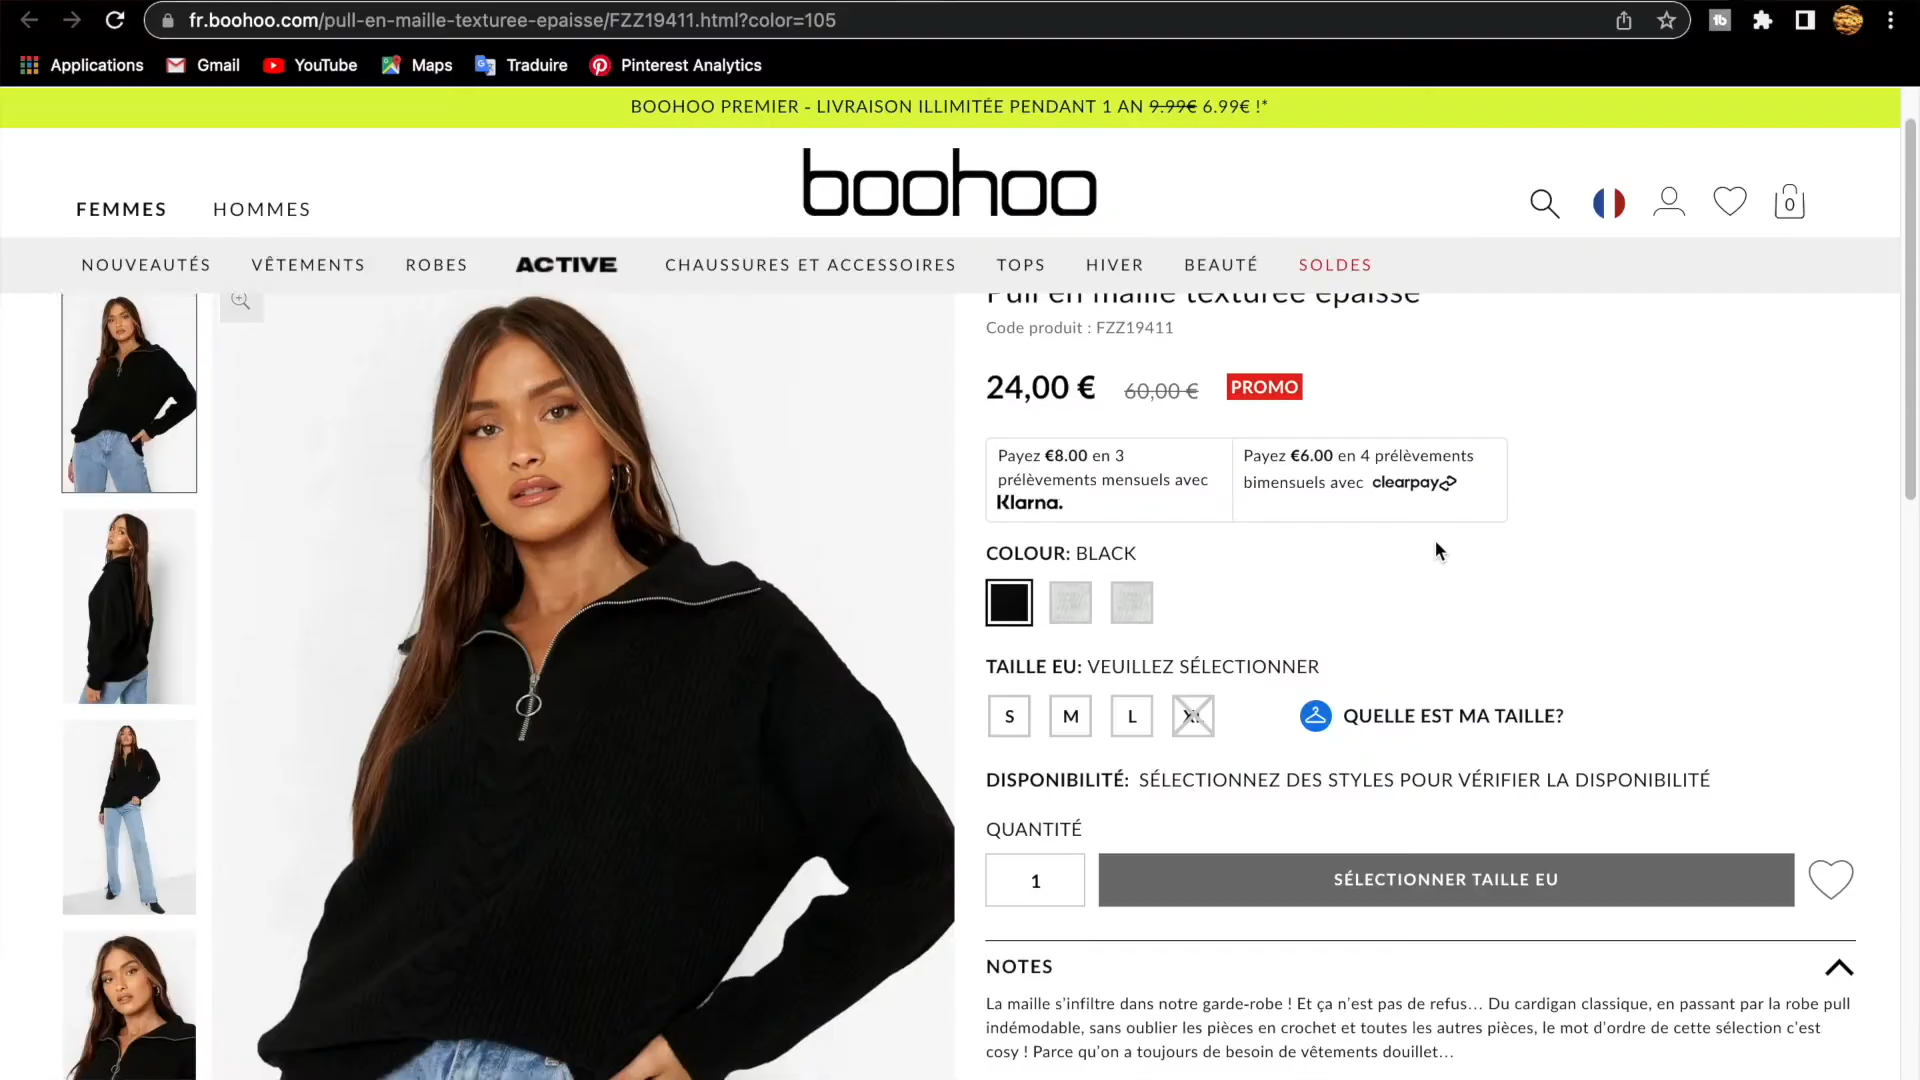 fr.boohoo.com/pull-en-maille-texturee-epaisse/FZZ19411.html?color=105
Applications Gmail YouTube Maps Traduire Pinterest Analytics
BOOHOO PREMIER - LIVRAISON ILLIMITÉE PENDANT 1 AN 9.99€ 6.99€ !*
boohoo
FEMMES HOMMES
0
NOUVEAUTÉS VÊTEMENTS ROBES ACTIVE CHAUSSURES ET ACCESSOIRES TOPS HIVER BEAUTÉ SOLDES
Pull en maille texturée épaisse
Code produit : FZZ19411
24,00 € 60,00 € PROMO
Payez €8.00 en 3
prélèvements mensuels avec
Klarna.
Payez €6.00 en 4 prélèvements
bimensuels avec clearpay
COLOUR: BLACK
TAILLE EU: VEUILLEZ SÉLECTIONNER
S M L XL
QUELLE EST MA TAILLE?
DISPONIBILITÉ: SÉLECTIONNEZ DES STYLES POUR VÉRIFIER LA DISPONIBILITÉ
QUANTITÉ
1 SÉLECTIONNER TAILLE EU
NOTES
La maille s'infiltre dans notre garde-robe ! Et ça n'est pas de refus… Du cardigan classique, en passant par la robe pull
indémodable, sans oublier les pièces en crochet et toutes les autres pièces, le mot d'ordre de cette sélection c'est
cosy ! Parce qu'on a toujours de besoin de vêtements douillet…